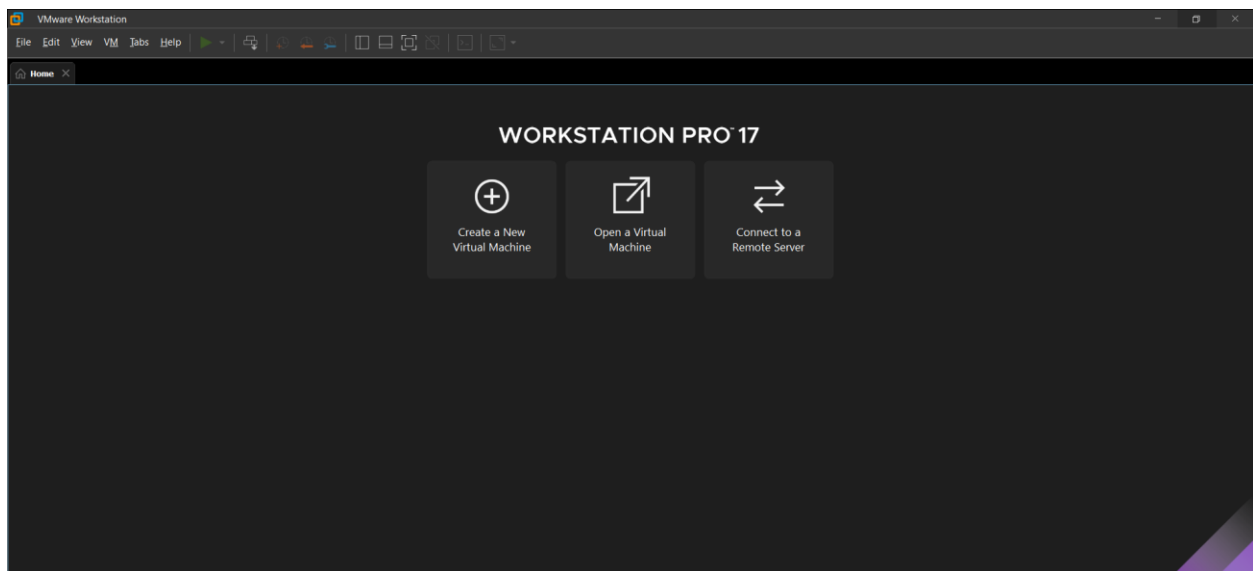 VMware Workstation
File Edit View VM Tabs Help
Home
WORKSTATION PRO™ 17
Create a New
Virtual Machine
Open a Virtual
Machine
Connect to a
Remote Server